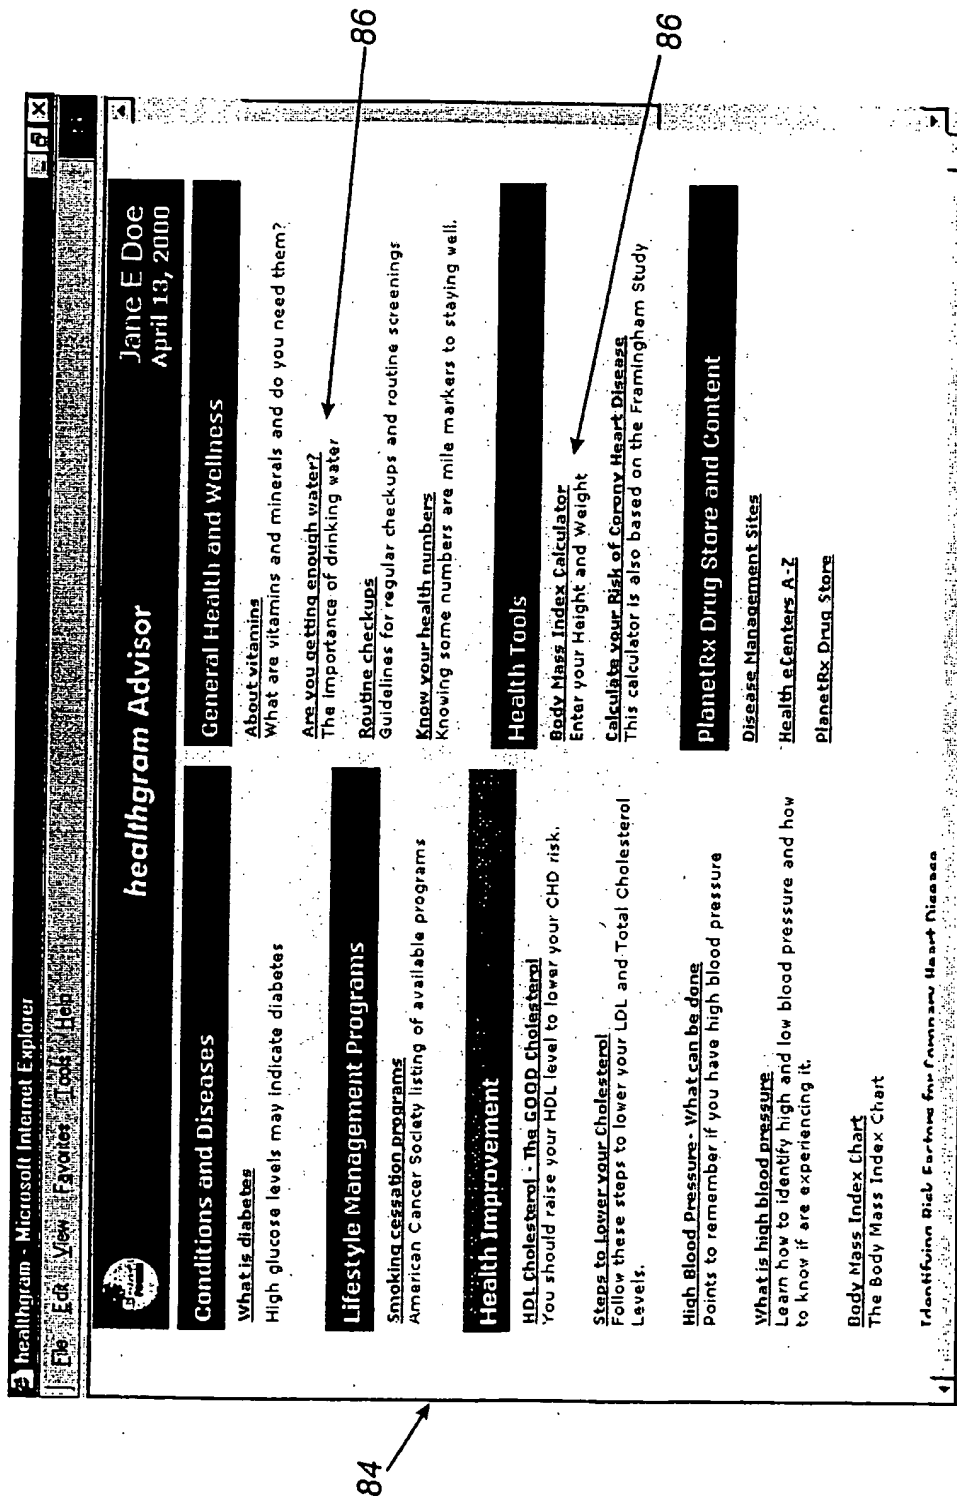 healthgram - Microsoft Internet Explorer
File Edit View Favorites Tools Help
healthgram Advisor
Jane E Doe
April 13, 2000
Conditions and Diseases
What is diabetes
High glucose levels may indicate diabetes
Lifestyle Management Programs
Smoking cessation programs
American Cancer Society listing of available programs
Health Improvement
HDL Cholesterol - The GOOD Cholesterol
You should raise your HDL level to lower your CHD risk.
Steps to Lower your Cholesterol
Follow these steps to lower your LDL and Total Cholesterol
Levels.
High Blood Pressure - What can be done
Points to remember if you have high blood pressure
What is high blood pressure
Learn how to identify high and low blood pressure and how
to know if are experiencing it.
Body Mass Index Chart
The Body Mass Index Chart
Identifying Risk Factors for Company Heart Disease
General Health and Wellness
About vitamins
What are vitamins and minerals and do you need them?
Are you getting enough water?
The Importance of drinking water
Routine checkups
Guidelines for regular checkups and routine screenings
Know your health numbers
Knowing some numbers are mile markers to staying well.
Health Tools
Body Mass Index Calculator
Enter your Height and Weight
Calculate your Risk of Corony Heart Disease
This calculator is also based on the Framingham Study
PlanetRx Drug Store and Content
Disease Management Sites
Health eCenters A-Z
PlanetRx Drug Store
84
86
86